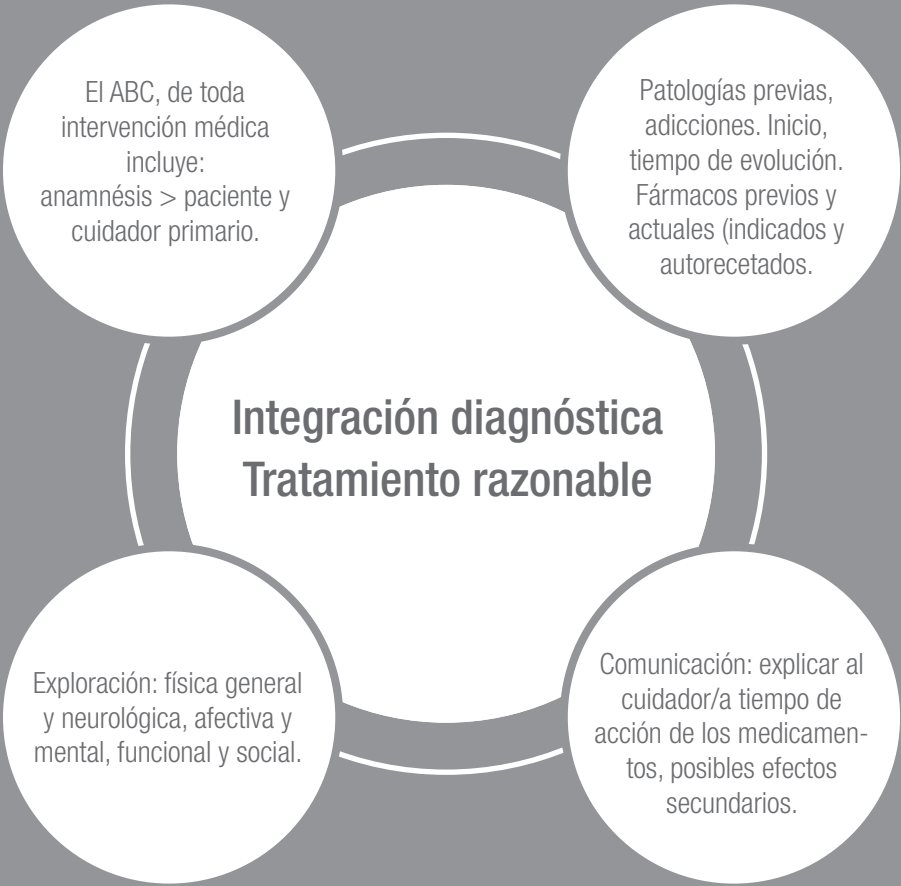 El ABC, de toda
intervención médica
incluye:
anamnésis > paciente y
cuidador primario.
Patologías previas,
adicciones. Inicio,
tiempo de evolución.
Fármacos previos y
actuales (indicados y
autorecetados.
Integración diagnóstica
Tratamiento razonable
Exploración: física general
y neurológica, afectiva y
mental, funcional y social.
Comunicación: explicar al
cuidador/a tiempo de
acción de los medicamen-
tos, posibles efectos
secundarios.